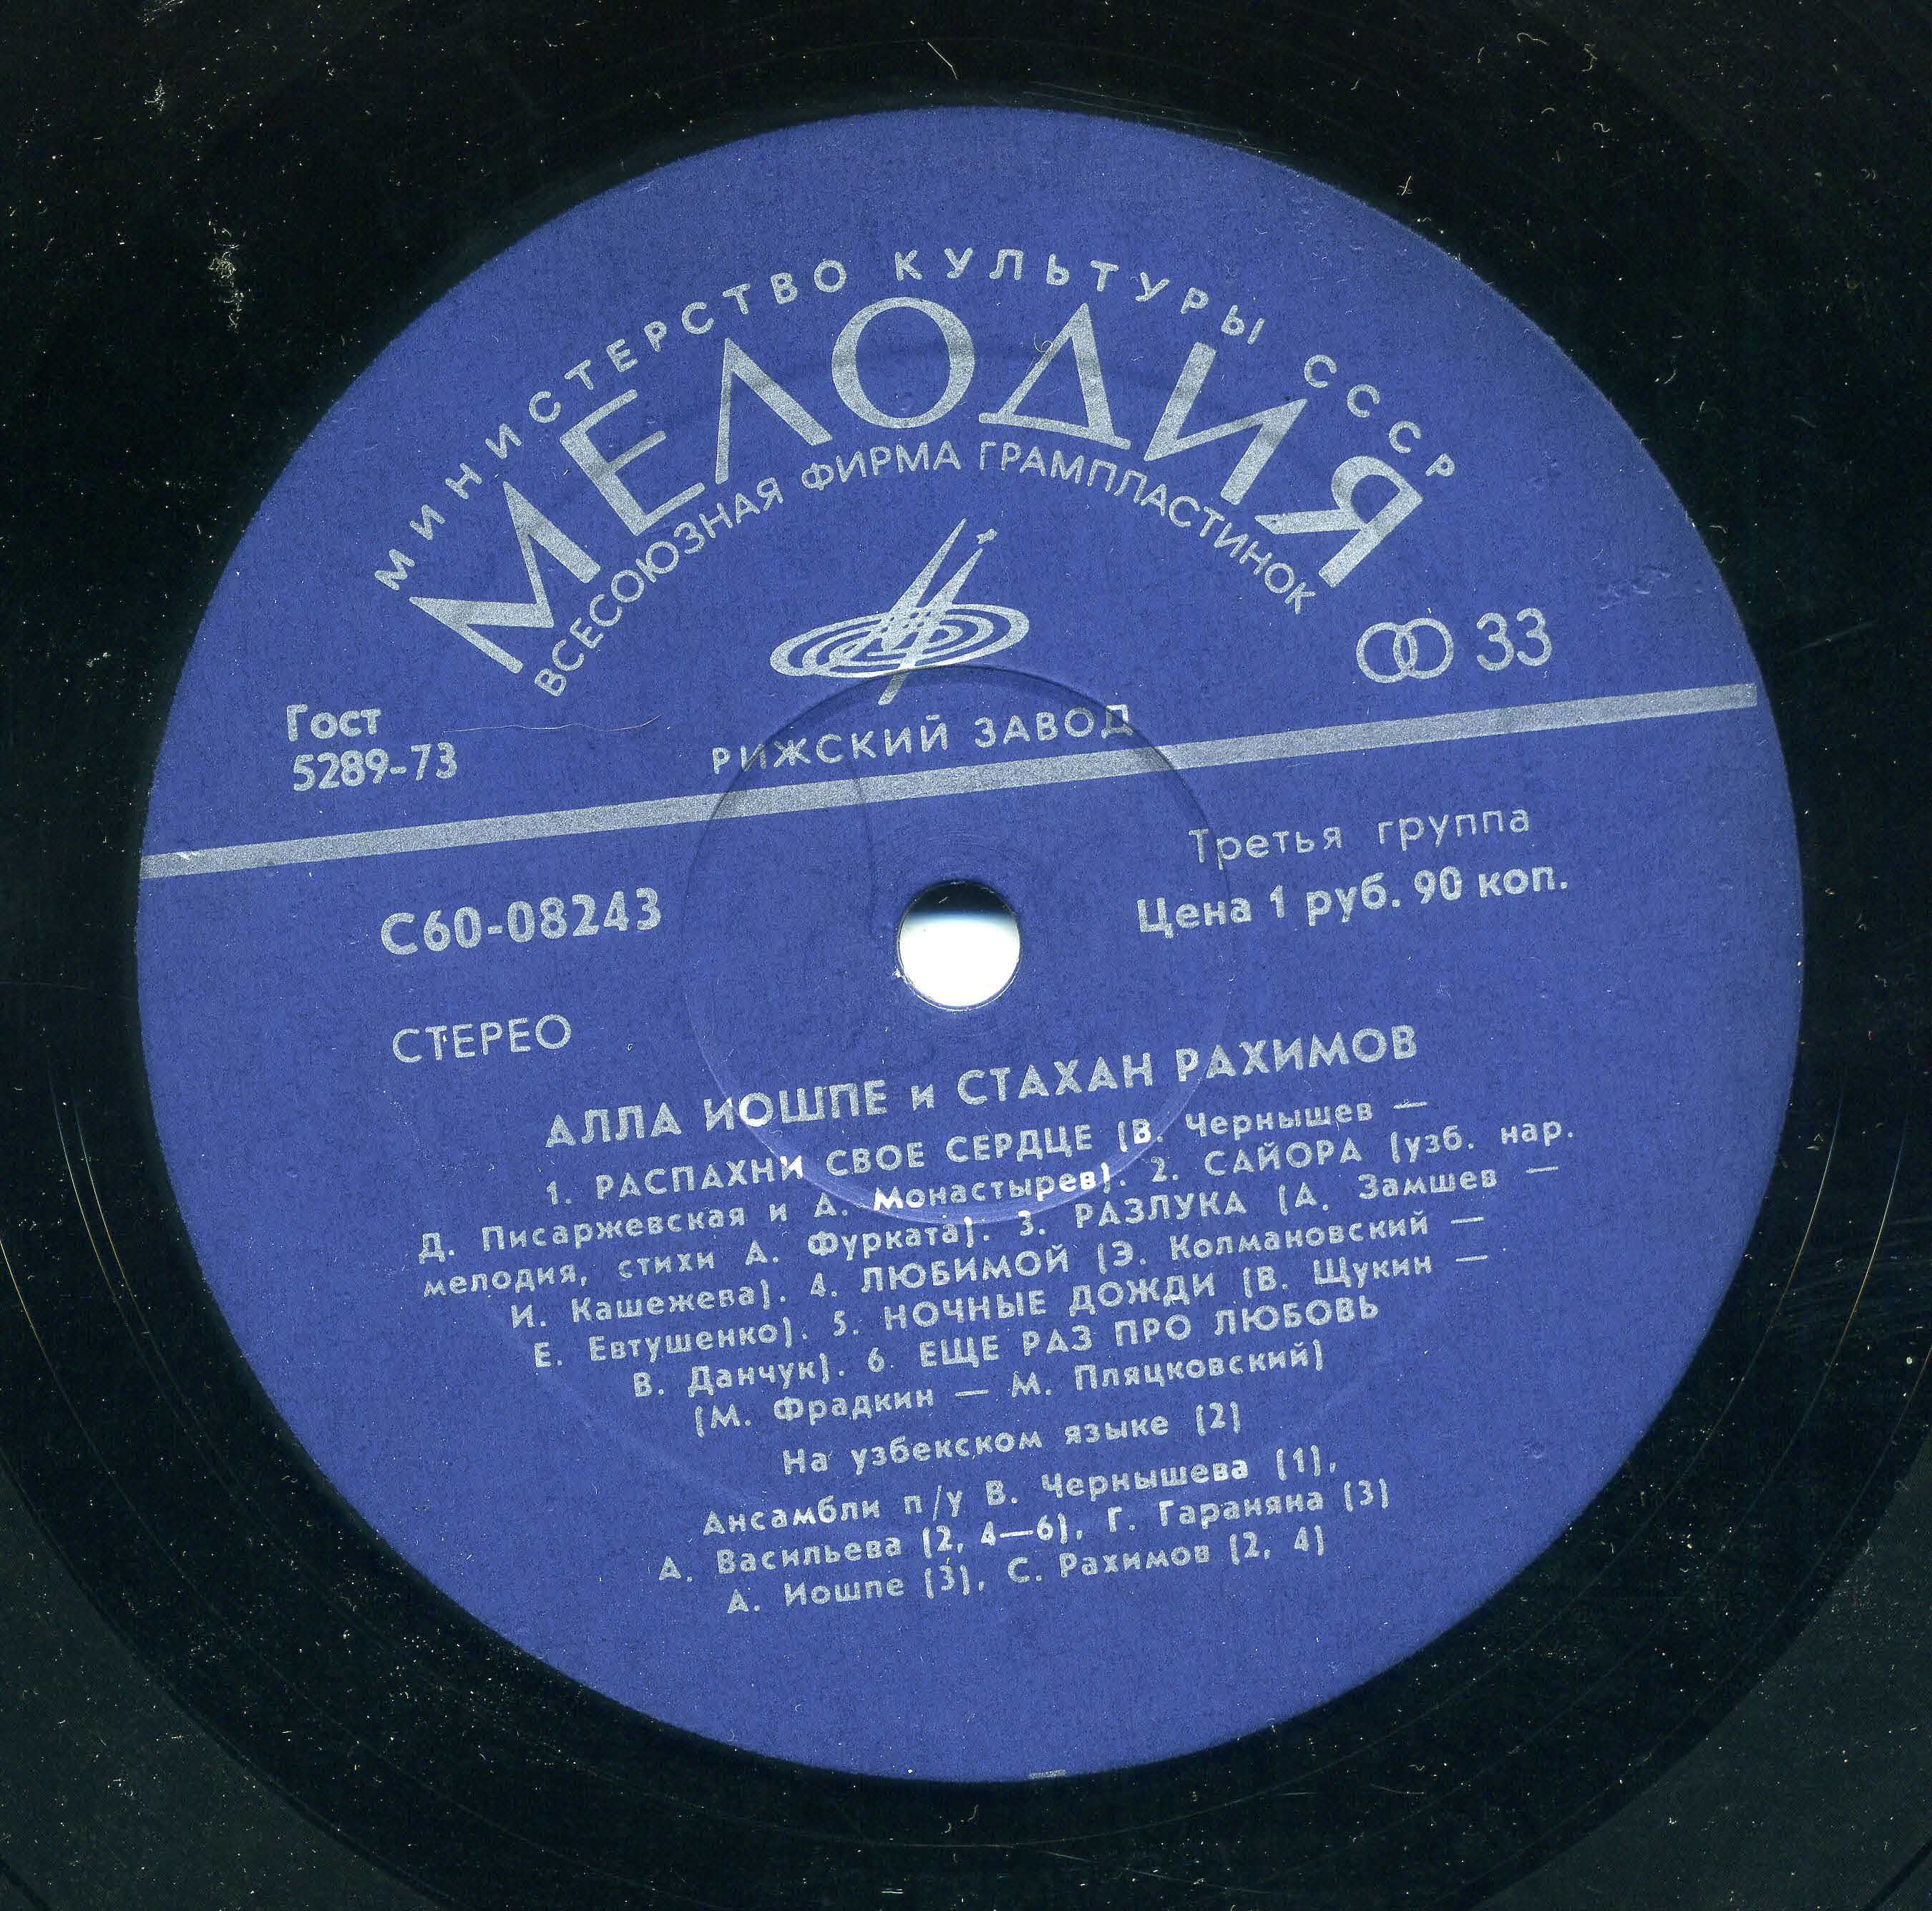 МИНИСТЕРСТВО КУЛЬТУРЫ СССР
МЕЛОДИЯ
ВСЕСОЮЗНАЯ ФИРМА ГРАМПЛАСТИНОК
33
Гост
5289-73
РИЖСКИЙ ЗАВОД
Третья группа
С60-08243
Цена 1 руб. 90 коп.
СТЕРЕО
АЛЛА ИОШПЕ и СТАХАН РАХИМОВ
1. РАСПАХНИ СВОЕ СЕРДЦЕ (В. Чернышев —
Д. Писаржевская и А. Монастырев). 2. САЙОРА (узб. нар.
мелодия, стихи А. Фурката). 3. РАЗЛУКА (А. Замшев —
И. Кашежева). 4. ЛЮБИМОЙ (Э. Колмановский —
Е. Евтушенко). 5. НОЧНЫЕ ДОЖДИ (В. Щукин —
В. Данчук). 6. ЕЩЕ РАЗ ПРО ЛЮБОВЬ
(М. Фрадкин — М. Пляцковский)
На узбекском языке (2)
Ансамбли п/у В. Чернышева (1),
А. Васильева (2, 4—6), Г. Гараняна (3)
А. Иошпе (3), С. Рахимов (2, 4)